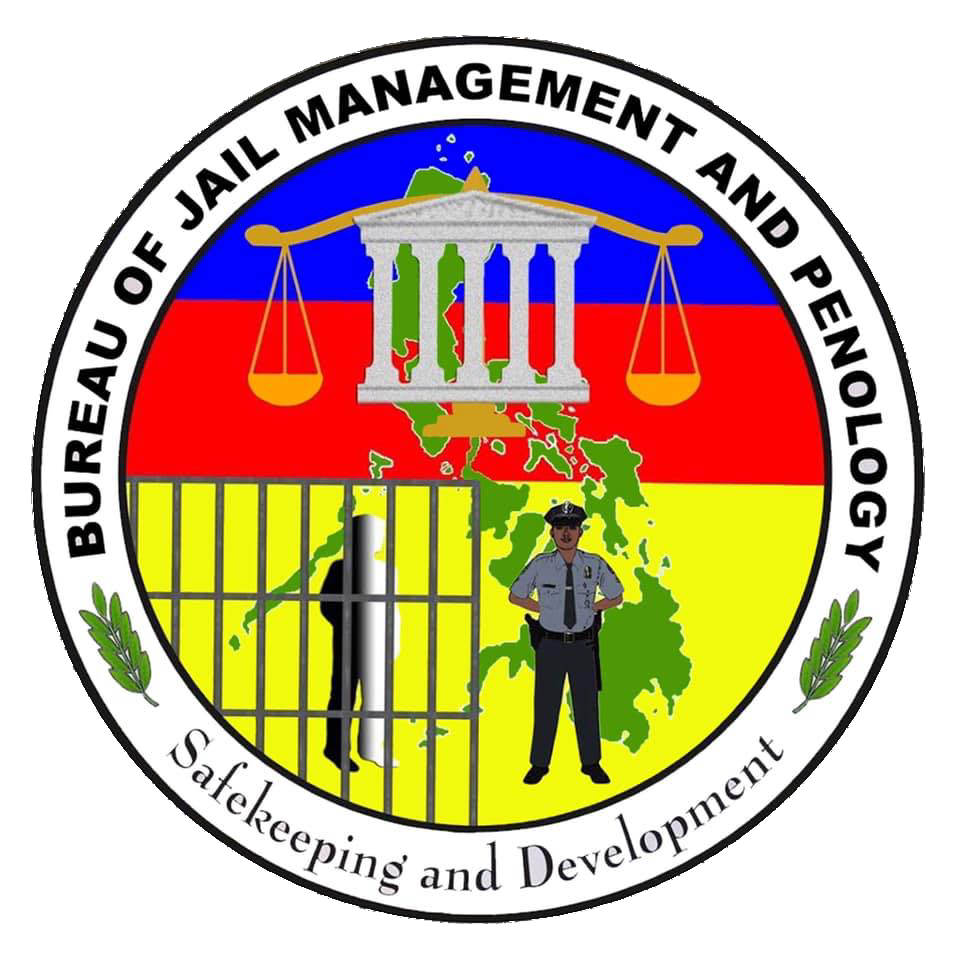 BUREAU OF JAIL MANAGEMENT AND PENOLOGY
Safekeeping and Development